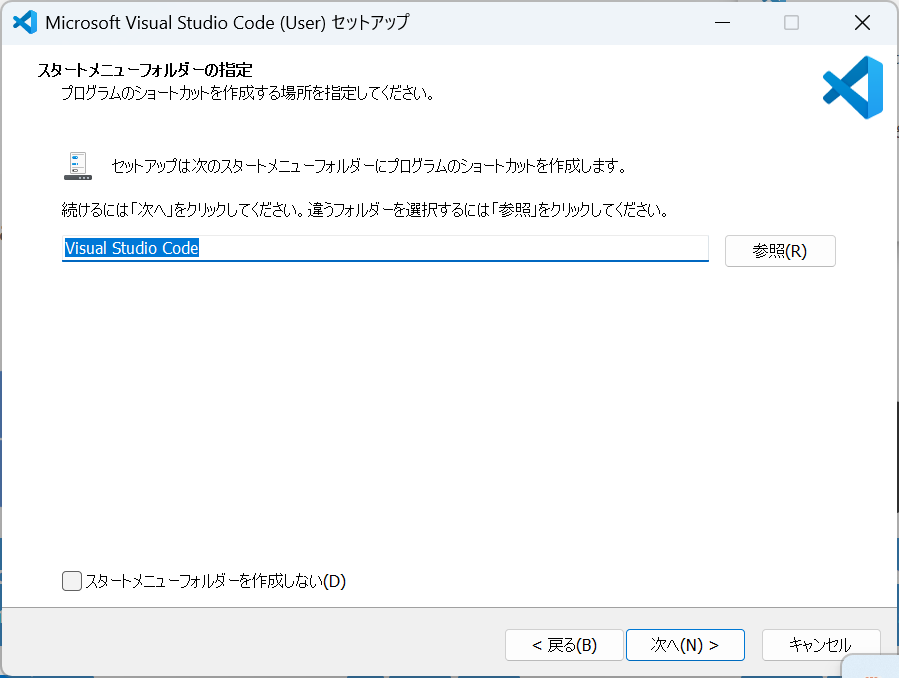 Microsoft Visual Studio Code (User) セットアップ
スタートメニューフォルダーの指定
プログラムのショートカットを作成する場所を指定してください。
セットアップは次のスタートメニューフォルダーにプログラムのショートカットを作成します。
続けるには「次へ」をクリックしてください。違うフォルダーを選択するには「参照」をクリックしてください。
Visual Studio Code
参照(R)
スタートメニューフォルダーを作成しない(D)
< 戻る(B)
次へ(N) >
キャンセル